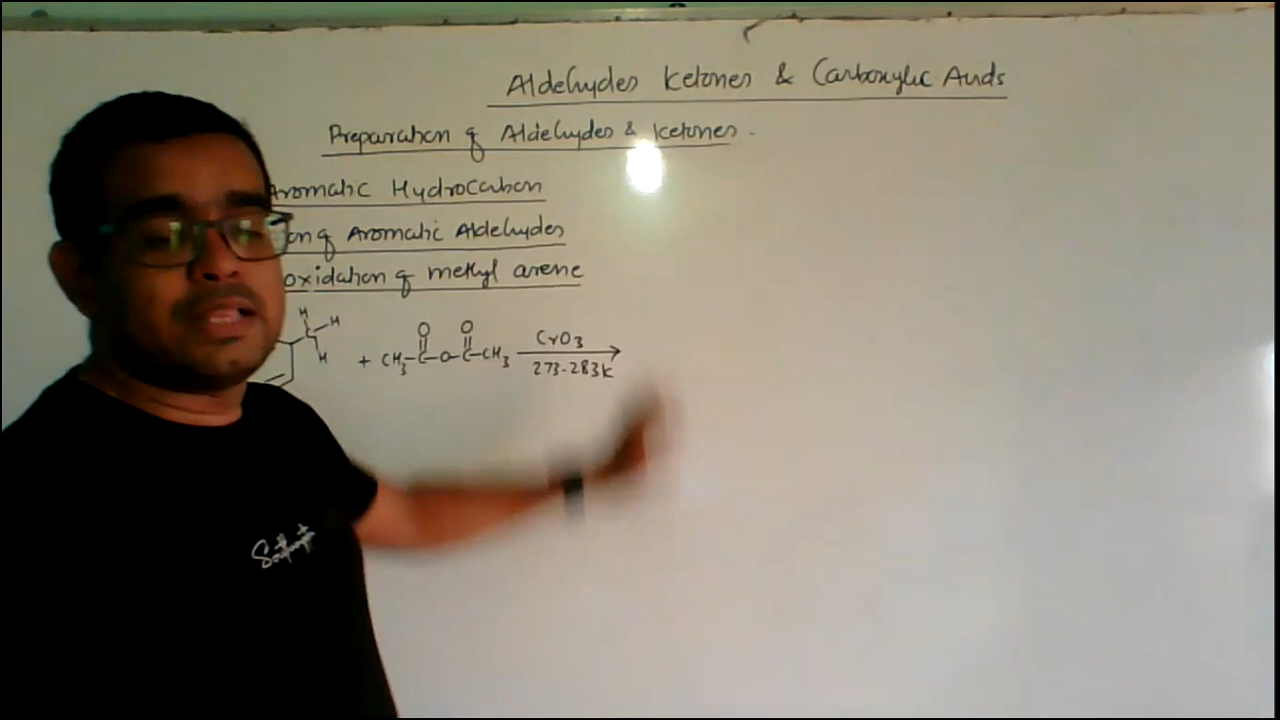 Aldehydes Ketones & Carboxylic Acids
Preparation of Aldehydes & Ketones.
Aromatic Hydrocarbon
of Aromatic Aldehydes
oxidation of methyl arene
H
C H
H
O O
+ CH3-C-O-C-CH3 CrO3
273-283K